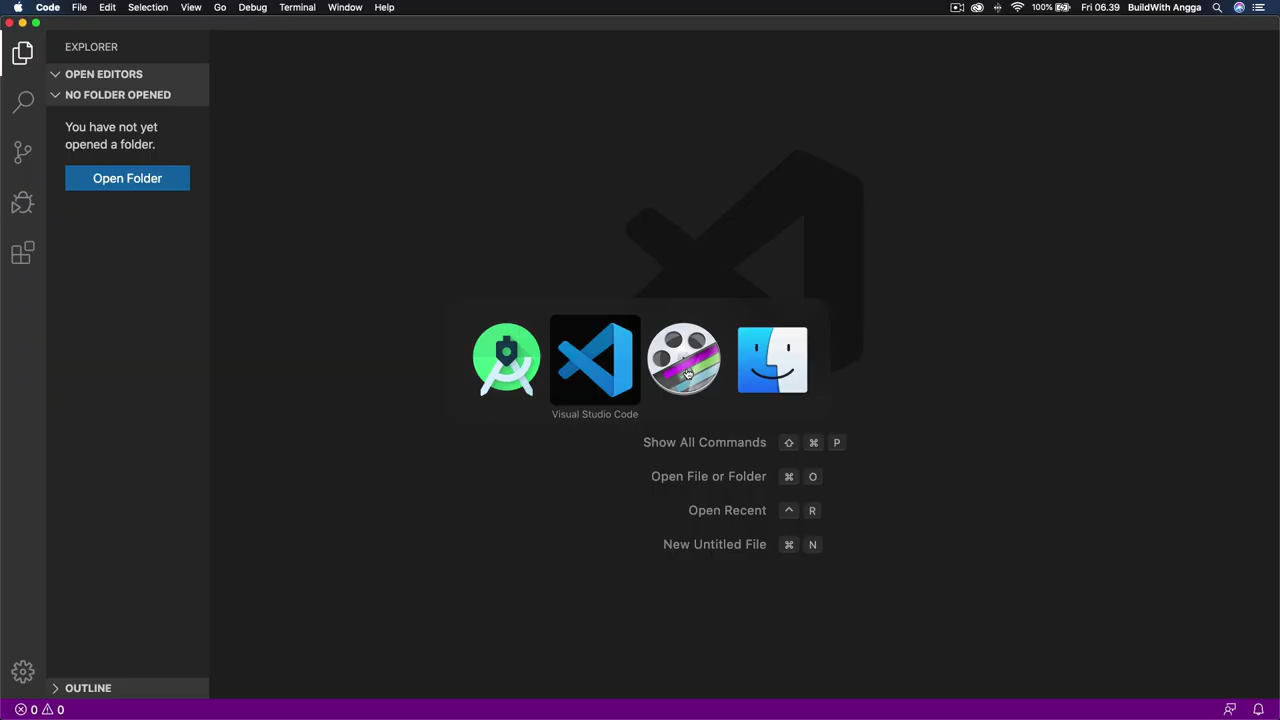 Code File Edit Selection View Go Debug Terminal Window Help 100% Fri 06.39 BuildWith Angga
EXPLORER
OPEN EDITORS
NO FOLDER OPENED
You have not yet
opened a folder.
Open Folder
Visual Studio Code
Show All Commands ⇧ ⌘ P
Open File or Folder ⌘ O
Open Recent ^ R
New Untitled File ⌘ N
OUTLINE
0 0